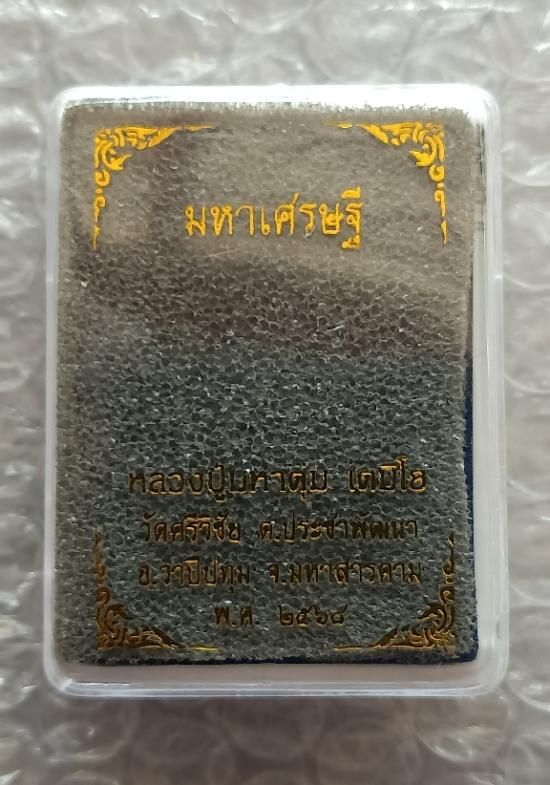 มหาเศรษฐี
หลวงปู่มหาตุ้ม เตชิโย
วัดศรีวิชัย ต.ประชาพัฒนา
อ.วาปีปทุม จ.มหาสารคาม
พ.ศ. ๒๕๖๘